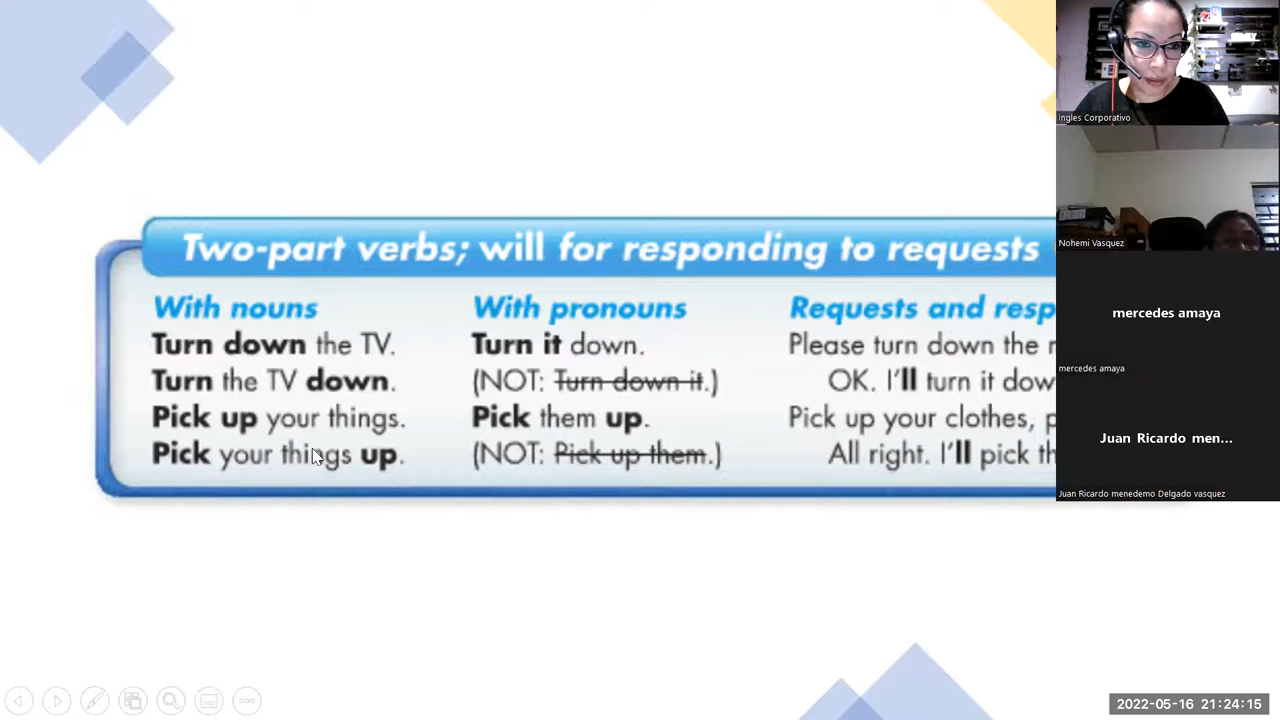 Two-part verbs; will for responding to requests
With nouns
Turn down the TV.
Turn the TV down.
Pick up your things.
Pick your things up.
With pronouns
Turn it down.
(NOT: Turn down it.)
Pick them up.
(NOT: Pick up them.)
Requests and resp
Please turn down the
OK. I'll turn it dow
Pick up your clothes,
All right. I'll pick
Ingles Corporativo
Nohemi Vasquez
mercedes amaya
mercedes amaya
Juan Ricardo men...
Juan Ricardo menedemo Delgado vasquez
2022-05-16 21:24:15